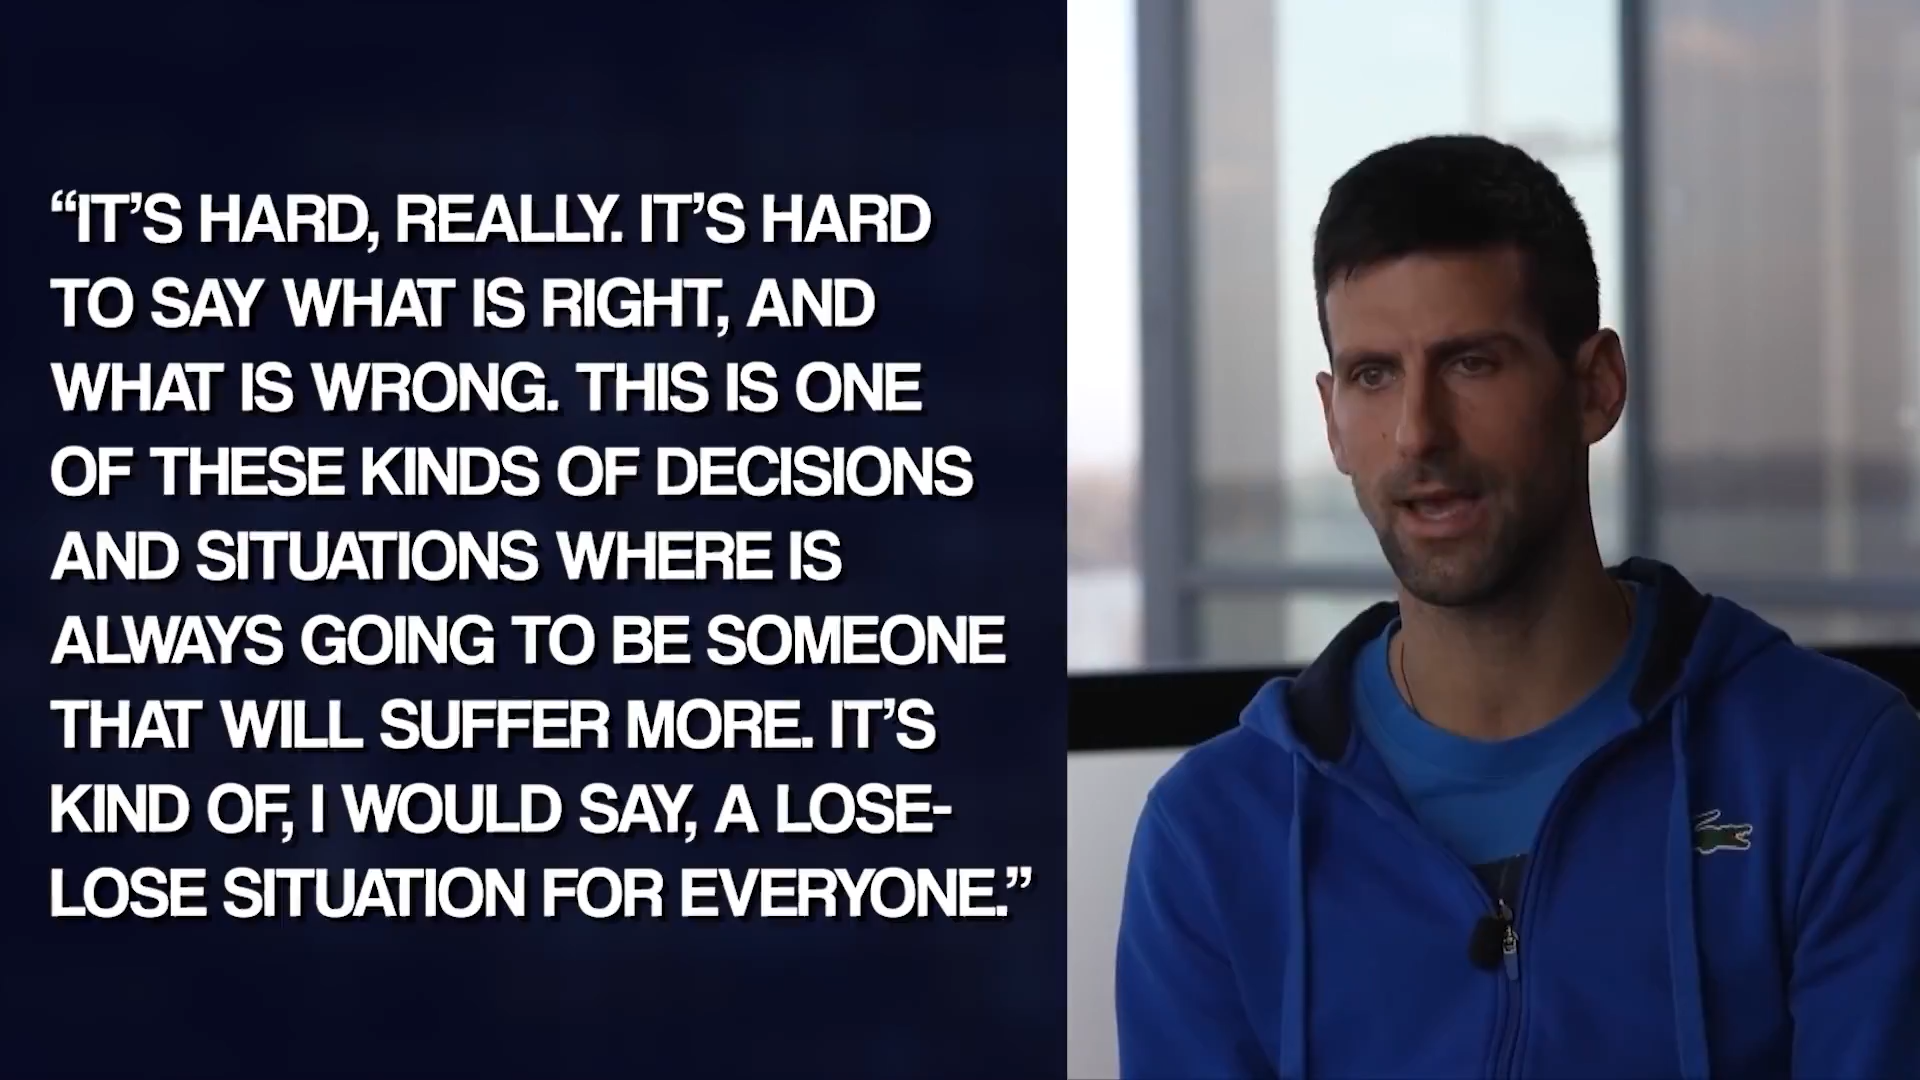 “IT’S HARD, REALLY. IT’S HARD
TO SAY WHAT IS RIGHT, AND
WHAT IS WRONG. THIS IS ONE
OF THESE KINDS OF DECISIONS
AND SITUATIONS WHERE IS
ALWAYS GOING TO BE SOMEONE
THAT WILL SUFFER MORE. IT’S
KIND OF, I WOULD SAY, A LOSE-
LOSE SITUATION FOR EVERYONE.”